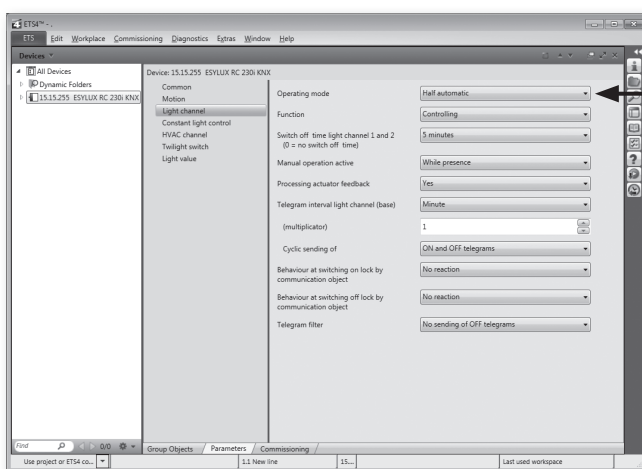 ETS4™ - .
ETS Edit Workplace Commissioning Diagnostics Extras Window Help
Devices
All Devices
Dynamic Folders
15.15.255 ESYLUX RC 230i KNX
Device: 15.15.255 ESYLUX RC 230i KNX
Common
Motion
Light channel
Constant light control
HVAC channel
Twilight switch
Light value
Operating mode Half automatic
Function Controlling
Switch off time light channel 1 and 2 5 minutes
(0 = no switch off time)
Manual operation active While presence
Processing actuator feedback Yes
Telegram interval light channel (base) Minute
(multiplicator) 1
Cyclic sending of ON and OFF telegrams
Behaviour at switching on lock by No reaction
communication object
Behaviour at switching off lock by No reaction
communication object
Telegram filter No sending of OFF telegrams
Find 0/0
Group Objects Parameters Commissioning
Use project or ETS4 co... 1.1 New line 15.... Last used workspace